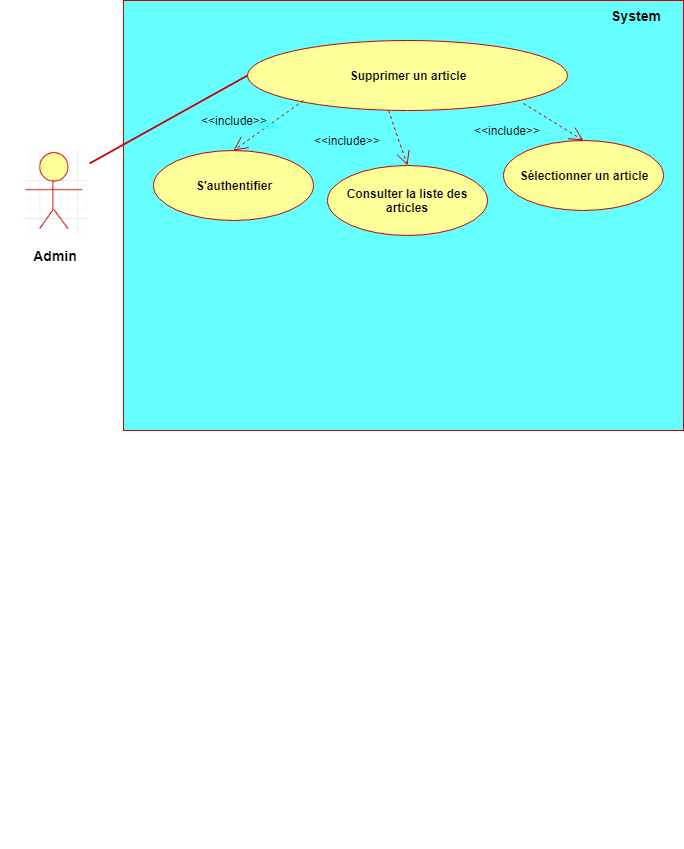 System
Supprimer un article
<<include>>
<<include>>
<<include>>
S'authentifier
Consulter la liste des
articles
Sélectionner un article
Admin